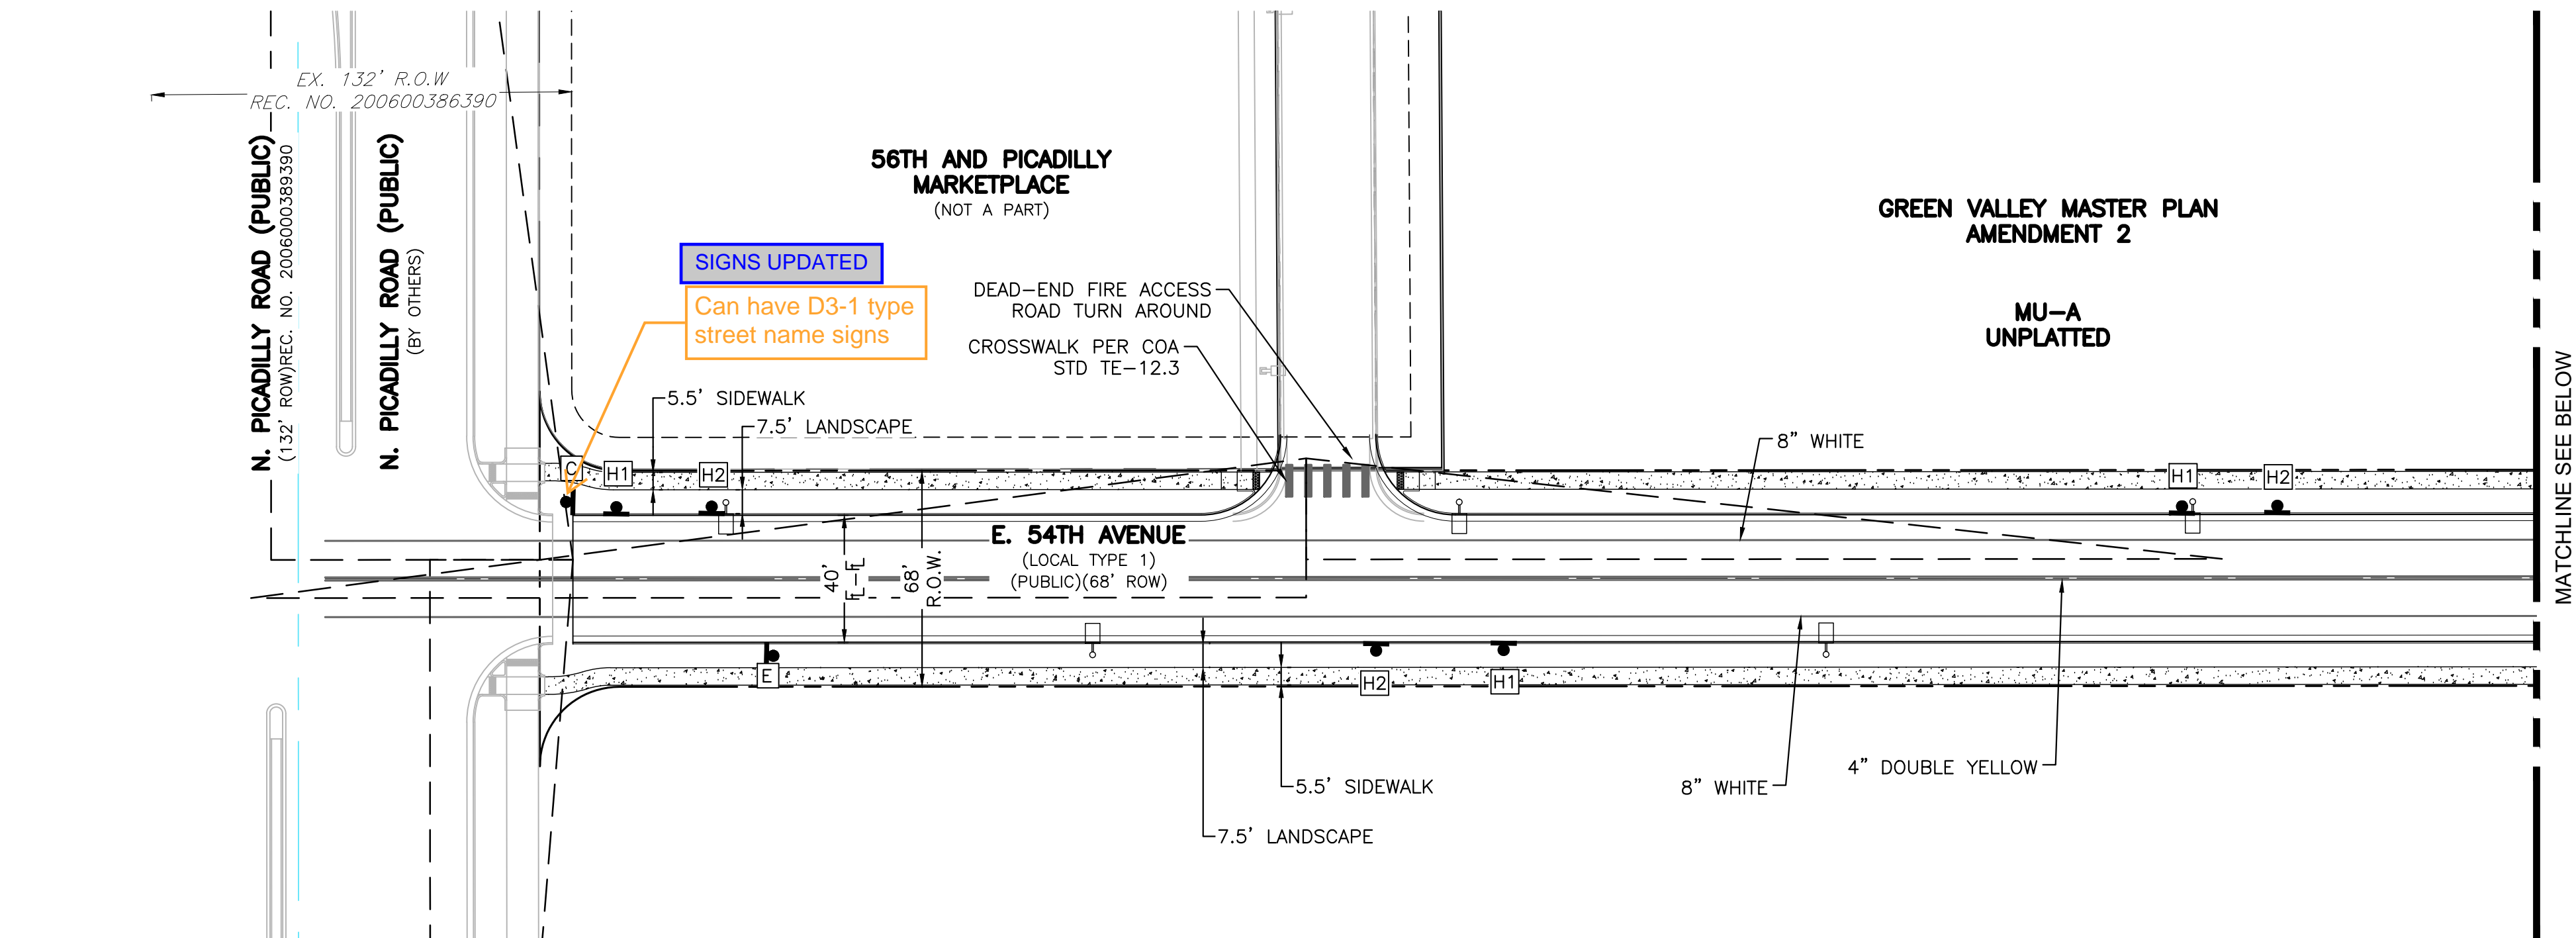 EX. 132' R.O.W
REC. NO. 200600386390
N. PICADILLY ROAD (PUBLIC)
(132' ROW)REC. NO. 2006000389390
N. PICADILLY ROAD (PUBLIC)
(BY OTHERS)
56TH AND PICADILLY
MARKETPLACE
(NOT A PART)
SIGNS UPDATED
Can have D3-1 type
street name signs
DEAD-END FIRE ACCESS
ROAD TURN AROUND
CROSSWALK PER COA
STD TE-12.3
GREEN VALLEY MASTER PLAN
AMENDMENT 2
MU-A
UNPLATTED
MATCHLINE SEE BELOW
5.5' SIDEWALK
7.5' LANDSCAPE
8" WHITE
C
H1
H2
H1
H2
E. 54TH AVENUE
(LOCAL TYPE 1)
(PUBLIC)(68' ROW)
40'
FL-FL
68'
R.O.W.
E
H2
H1
5.5' SIDEWALK
7.5' LANDSCAPE
8" WHITE
4" DOUBLE YELLOW